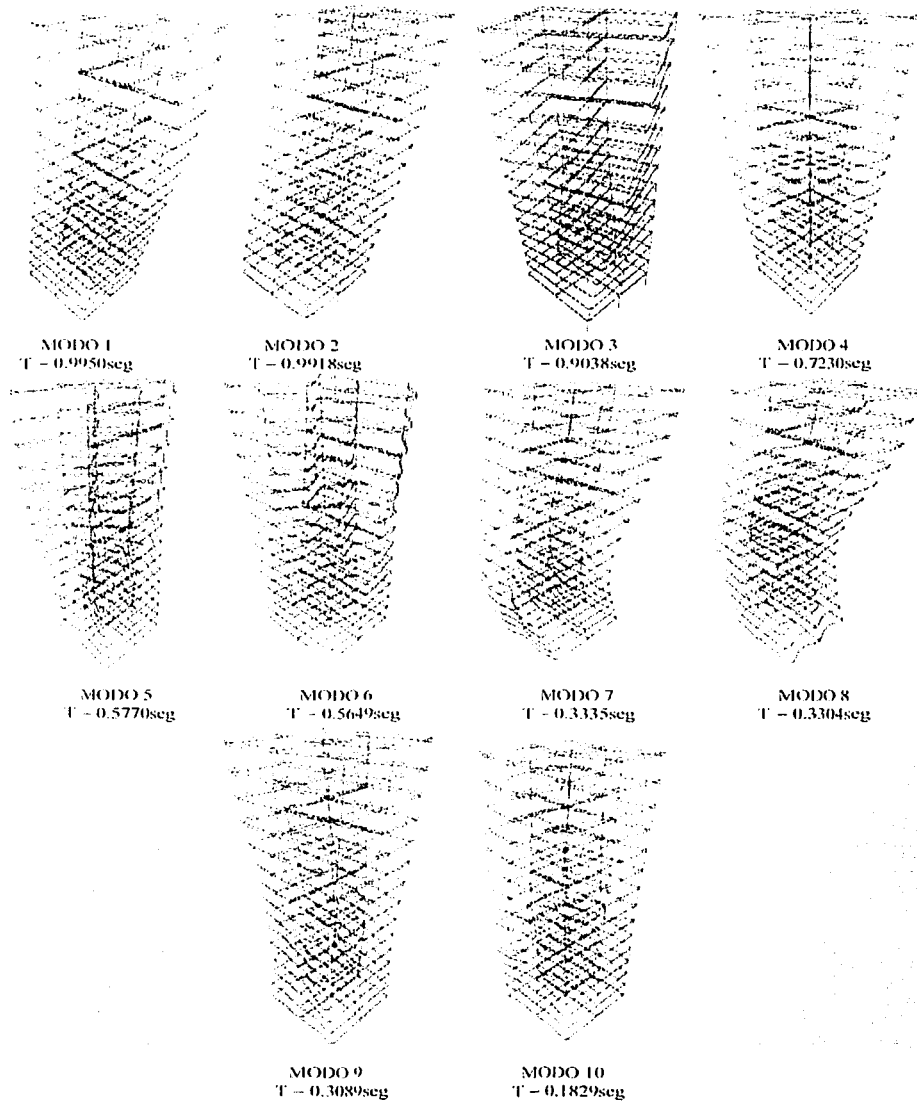 MODO 1
T - 0.9950seg
MODO 2
T - 0.9918seg
MODO 3
T - 0.9038seg
MODO 4
T - 0.7230seg
MODO 5
T - 0.5770seg
MODO 6
T - 0.5649seg
MODO 7
T - 0.3335seg
MODO 8
T - 0.3304seg
MODO 9
T - 0.3089seg
MODO 10
T - 0.1829seg